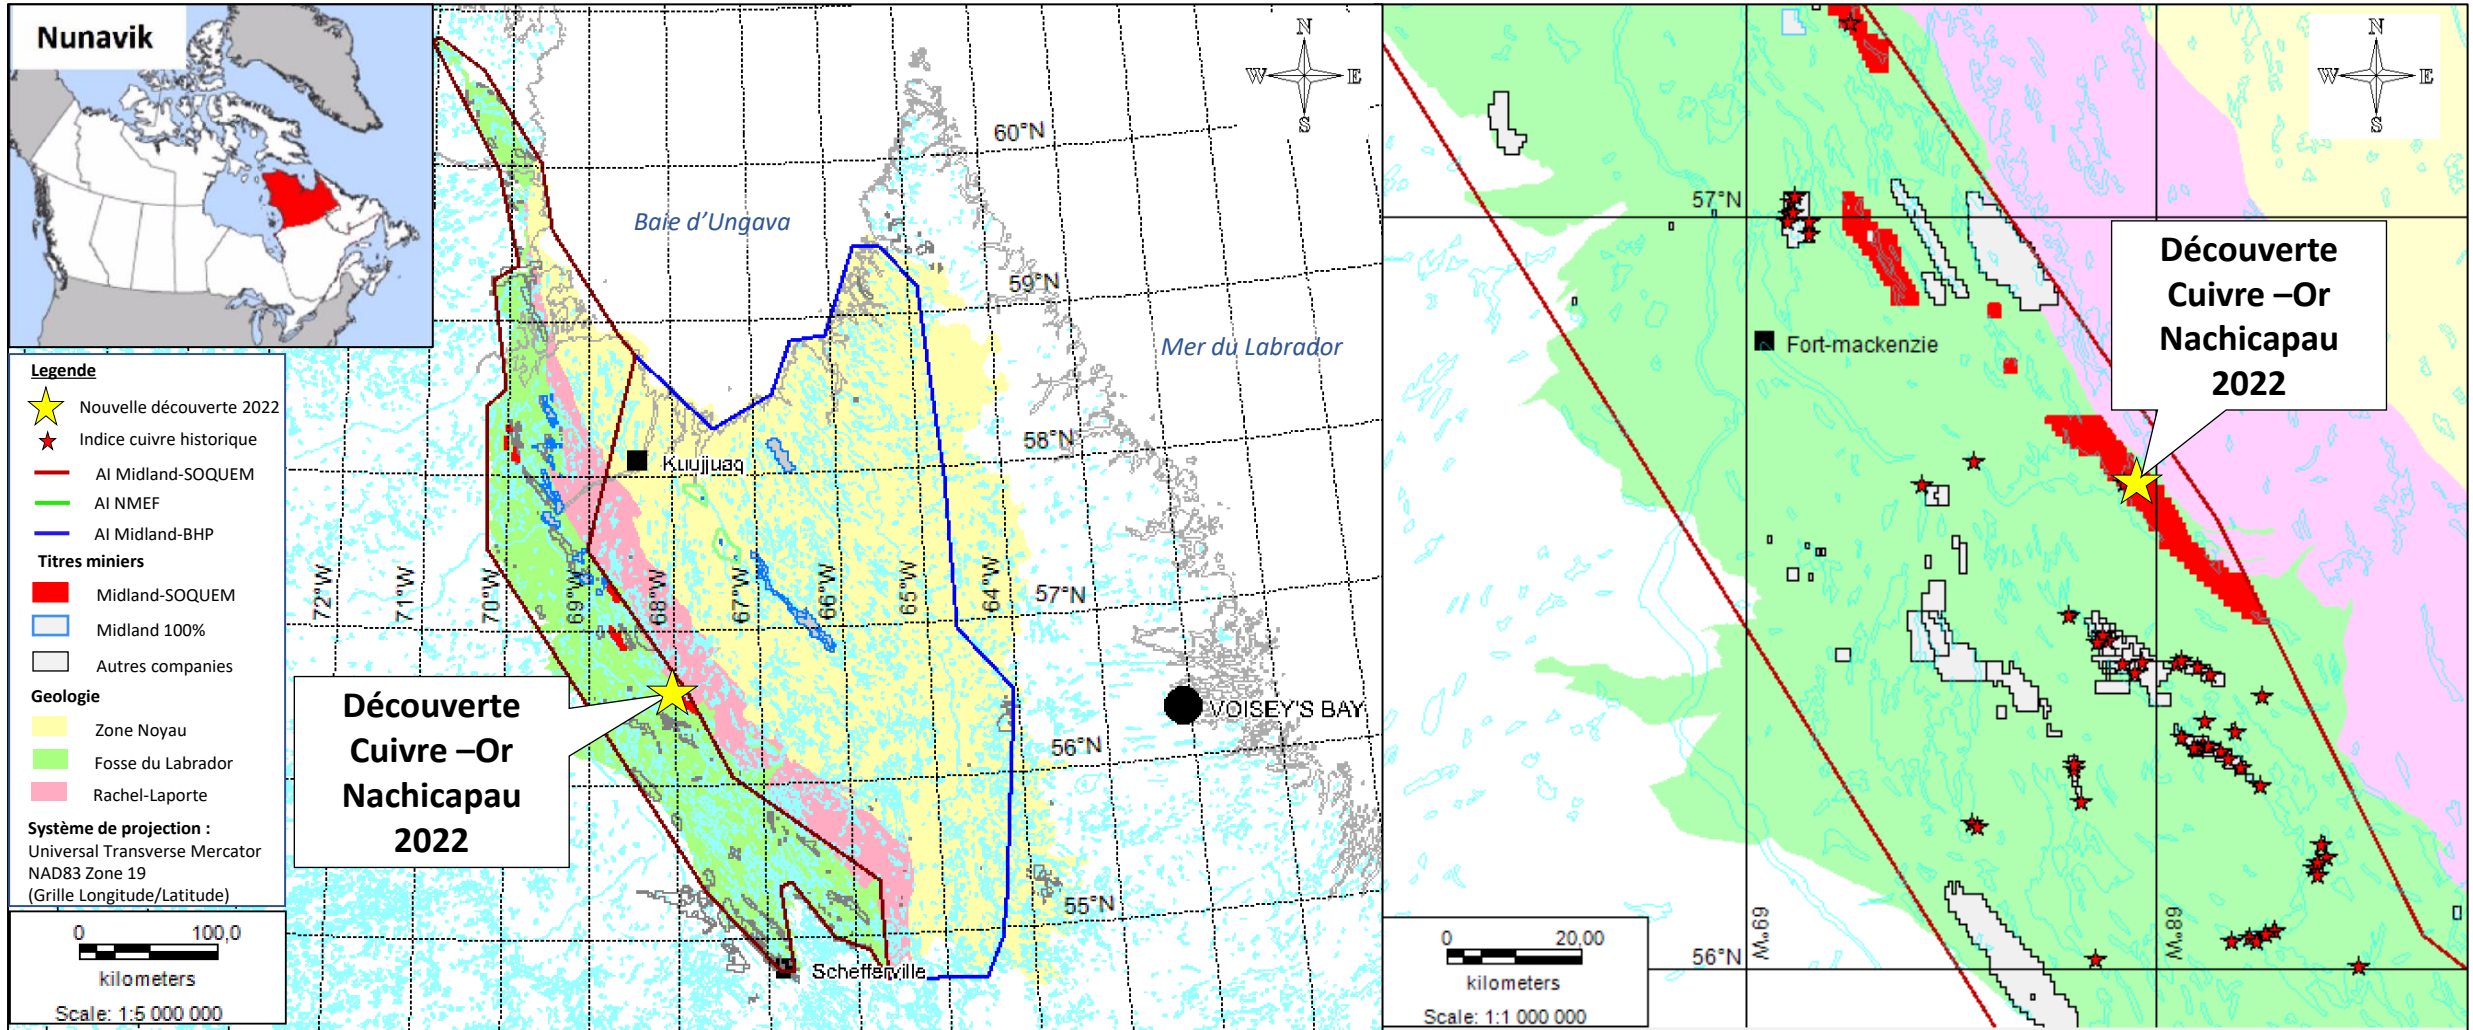 Nunavik
Legende
Nouvelle découverte 2022
Indice cuivre historique
AI Midland-SOQUEM
AI NMEF
AI Midland-BHP
Titres miniers
Midland-SOQUEM
Midland 100%
Autres companies
Geologie
Zone Noyau
Fosse du Labrador
Rachel-Laporte
Système de projection :
Universal Transverse Mercator
NAD83 Zone 19
(Grille Longitude/Latitude)
0 100,0
kilometers
Scale: 1:5 000 000
N
W E
S
60°N
Baie d'Ungava
59°N
Mer du Labrador
58°N
Kuujjuaq
72°W
71°W
70°W
69°W
68°W
67°W
66°W
65°W
64°W
57°N
Découverte
Cuivre –Or
Nachicapau
2022
VOISEY'S BAY
56°N
55°N
Schefferville
N
W E
S
57°N
Découverte
Cuivre –Or
Nachicapau
2022
Fort-mackenzie
69°W
68°W
56°N
0 20,00
kilometers
Scale: 1:1 000 000